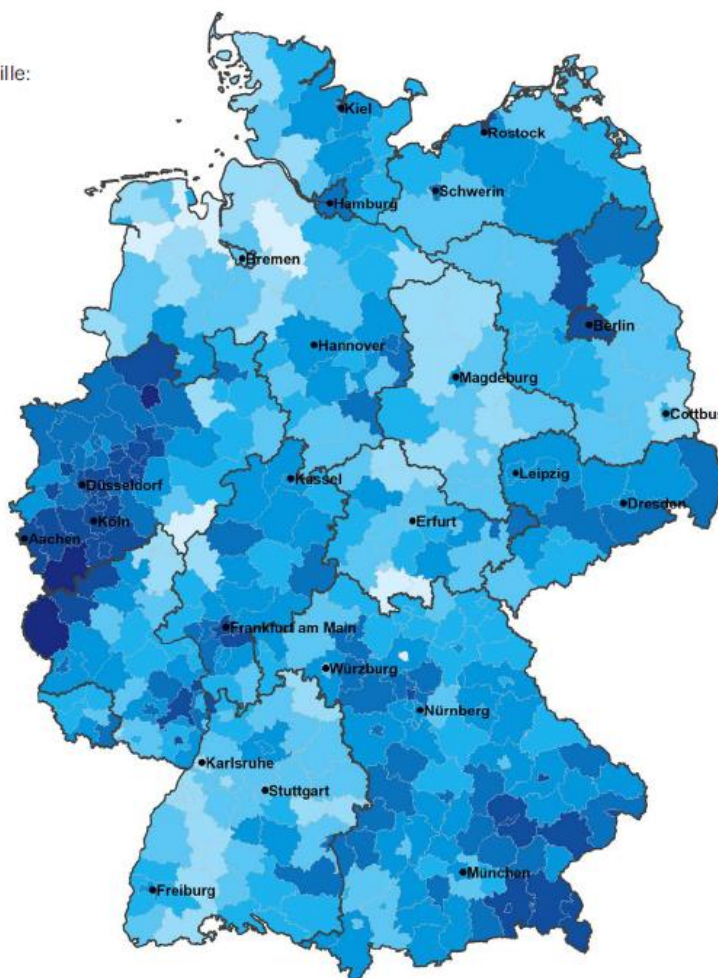 ille:
Kiel
Rostock
Schwerin
Hamburg
Bremen
Berlin
Hannover
Magdeburg
Cottbu
Düsseldorf
Kassel
Leipzig
Dresden
Köln
Erfurt
Aachen
Frankfurt am Main
Würzburg
Nürnberg
Karlsruhe
Stuttgart
München
Freiburg